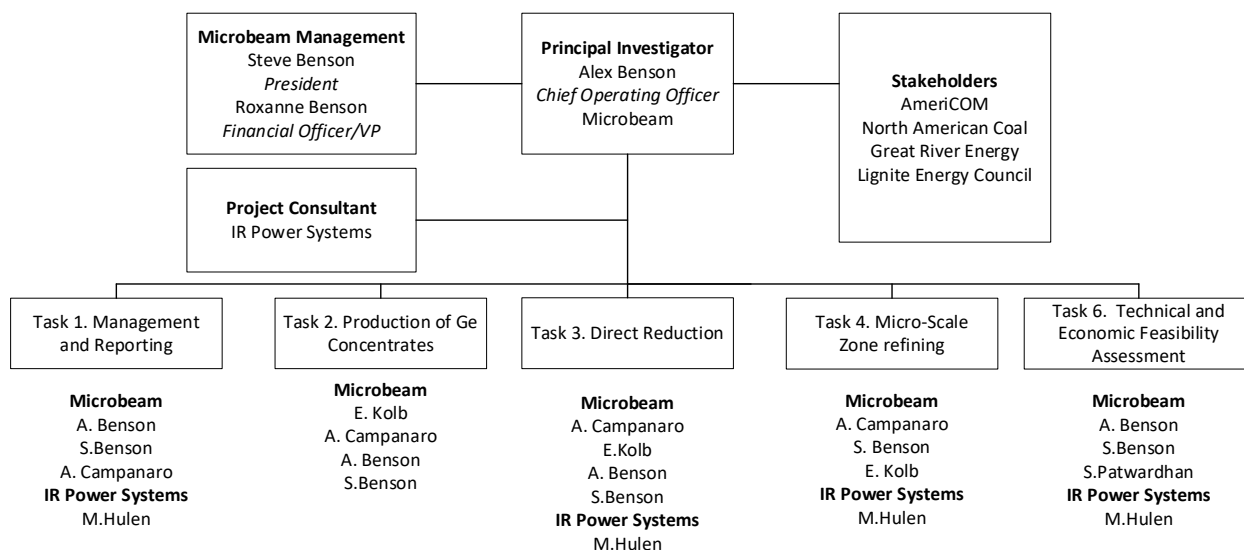 Microbeam Management
Steve Benson
President
Roxanne Benson
Financial Officer/VP
Principal Investigator
Alex Benson
Chief Operating Officer
Microbeam
Stakeholders
AmeriCOM
North American Coal
Great River Energy
Lignite Energy Council
Project Consultant
IR Power Systems
Task 1. Management
and Reporting
Task 2. Production of Ge
Concentrates
Task 3. Direct Reduction
Task 4. Micro-Scale
Zone refining
Task 6.  Technical and
Economic Feasibility
Assessment
Microbeam
A. Benson
S.Benson
A. Campanaro
IR Power Systems
M.Hulen
Microbeam
E. Kolb
A. Campanaro
A. Benson
S.Benson
Microbeam
A. Campanaro
E.Kolb
A. Benson
S.Benson
IR Power Systems
M.Hulen
Microbeam
A. Campanaro
S. Benson
E. Kolb
IR Power Systems
M.Hulen
Microbeam
A. Benson
S.Benson
S.Patwardhan
IR Power Systems
M.Hulen